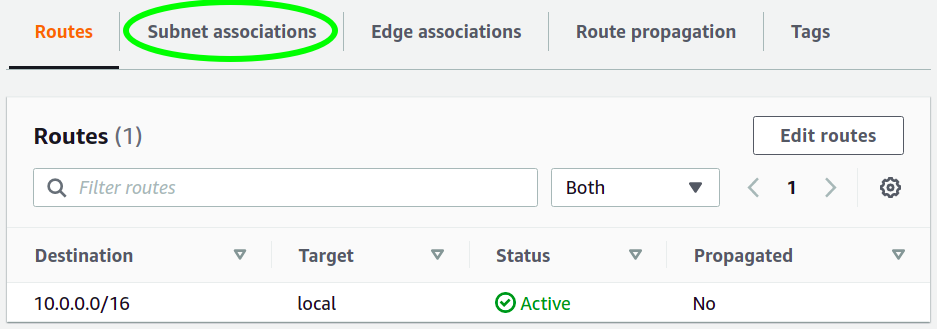 Routes Subnet associations Edge associations Route propagation Tags
Routes (1) Edit routes
Filter routes Both 1
Destination Target Status Propagated
10.0.0.0/16 local Active No